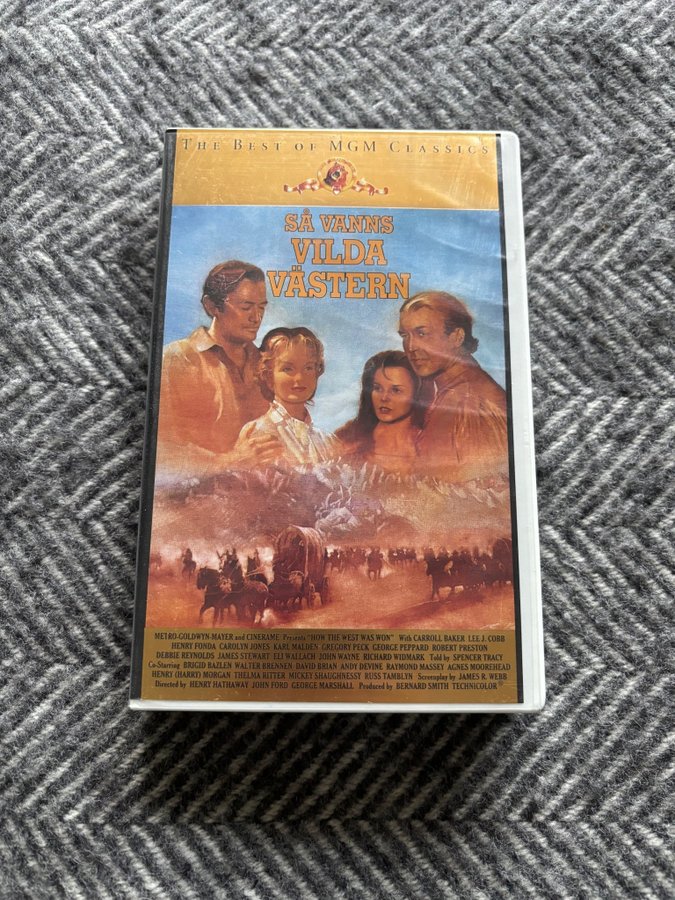 THE BEST OF MGM CLASSICS
SÅ VANNS
VILDA
VÄSTERN
METRO-GOLDWYN-MAYER and CINERAMA Presents "HOW THE WEST WAS WON" With CARROLL BAKER LEE J. COBB
HENRY FONDA CAROLYN JONES KARL MALDEN GREGORY PECK GEORGE PEPPARD ROBERT PRESTON
DEBBIE REYNOLDS JAMES STEWART ELI WALLACH JOHN WAYNE RICHARD WIDMARK Told by SPENCER TRACY
Co-Starring BRIGID BAZLEN WALTER BRENNEN DAVID BRIAN ANDY DEVINE RAYMOND MASSEY AGNES MOOREHEAD
HENRY (HARRY) MORGAN THELMA RITTER MICKEY SHAUGHNESSY RUSS TAMBLYN Screenplay by JAMES R. WEBB
Directed by HENRY HATHAWAY JOHN FORD GEORGE MARSHALL Produced by BERNARD SMITH TECHNICOLOR